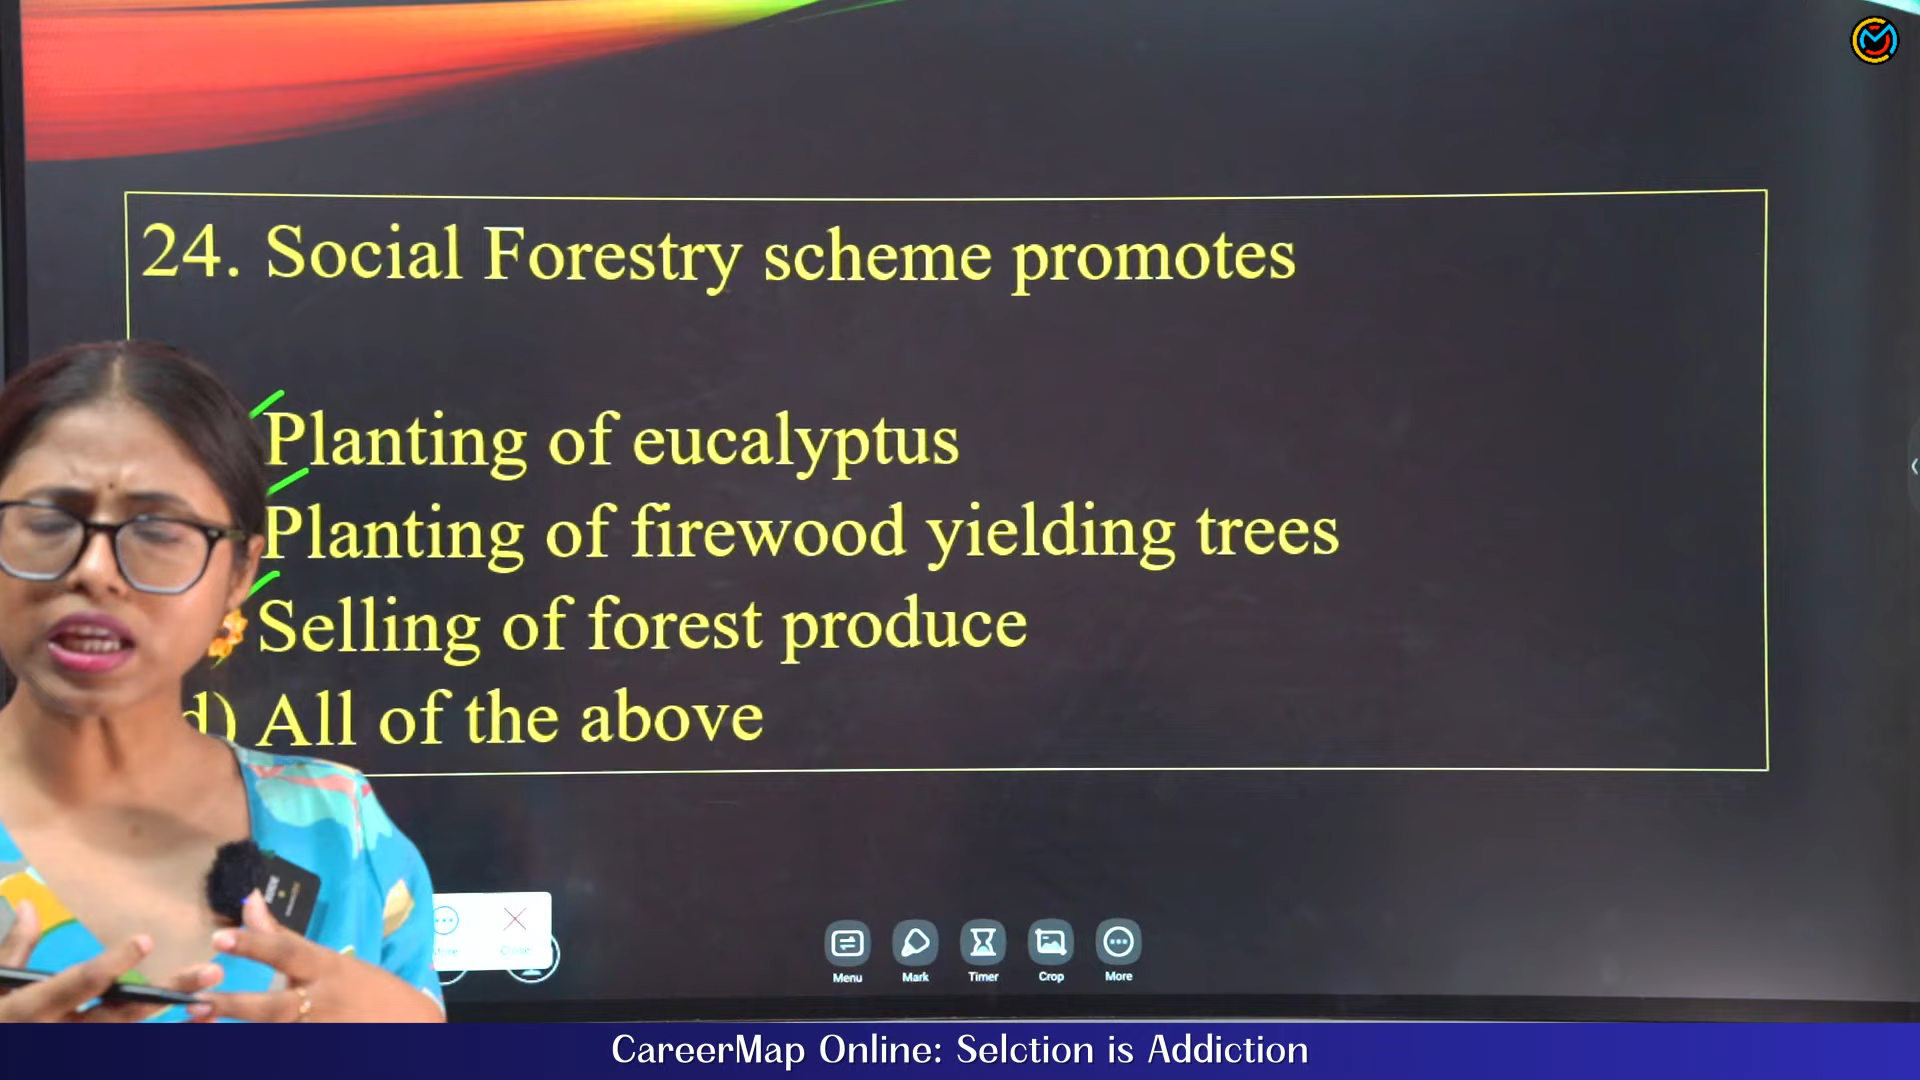 24. Social Forestry scheme promotes
Planting of eucalyptus
Planting of firewood yielding trees
Selling of forest produce
d) All of the above
Close
Menu Mark Timer Crop More
CareerMap Online: Selction is Addiction